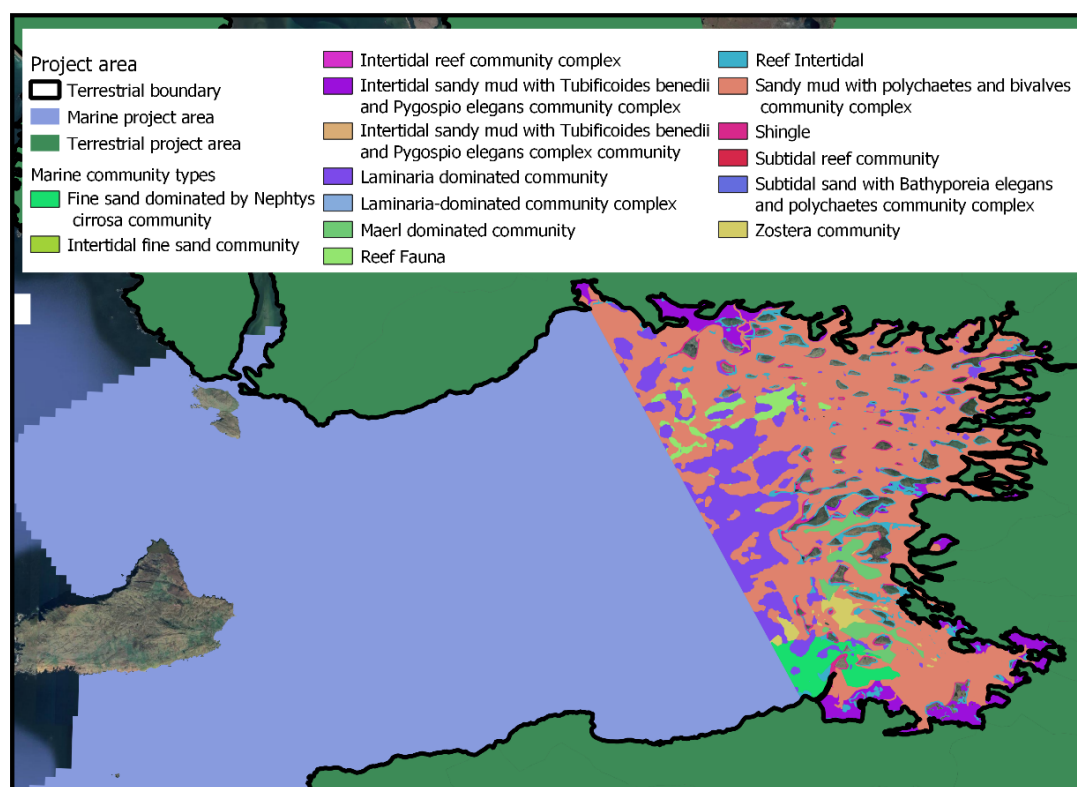 Project area
Terrestrial boundary
Marine project area
Terrestrial project area
Marine community types
Fine sand dominated by Nephtys
cirrosa community
Intertidal fine sand community
Intertidal reef community complex
Intertidal sandy mud with Tubificoides benedii
and Pygospio elegans community complex
Intertidal sandy mud with Tubificoides benedii
and Pygospio elegans complex community
Laminaria dominated community
Laminaria-dominated community complex
Maerl dominated community
Reef Fauna
Reef Intertidal
Sandy mud with polychaetes and bivalves
community complex
Shingle
Subtidal reef community
Subtidal sand with Bathyporeia elegans
and polychaetes community complex
Zostera community